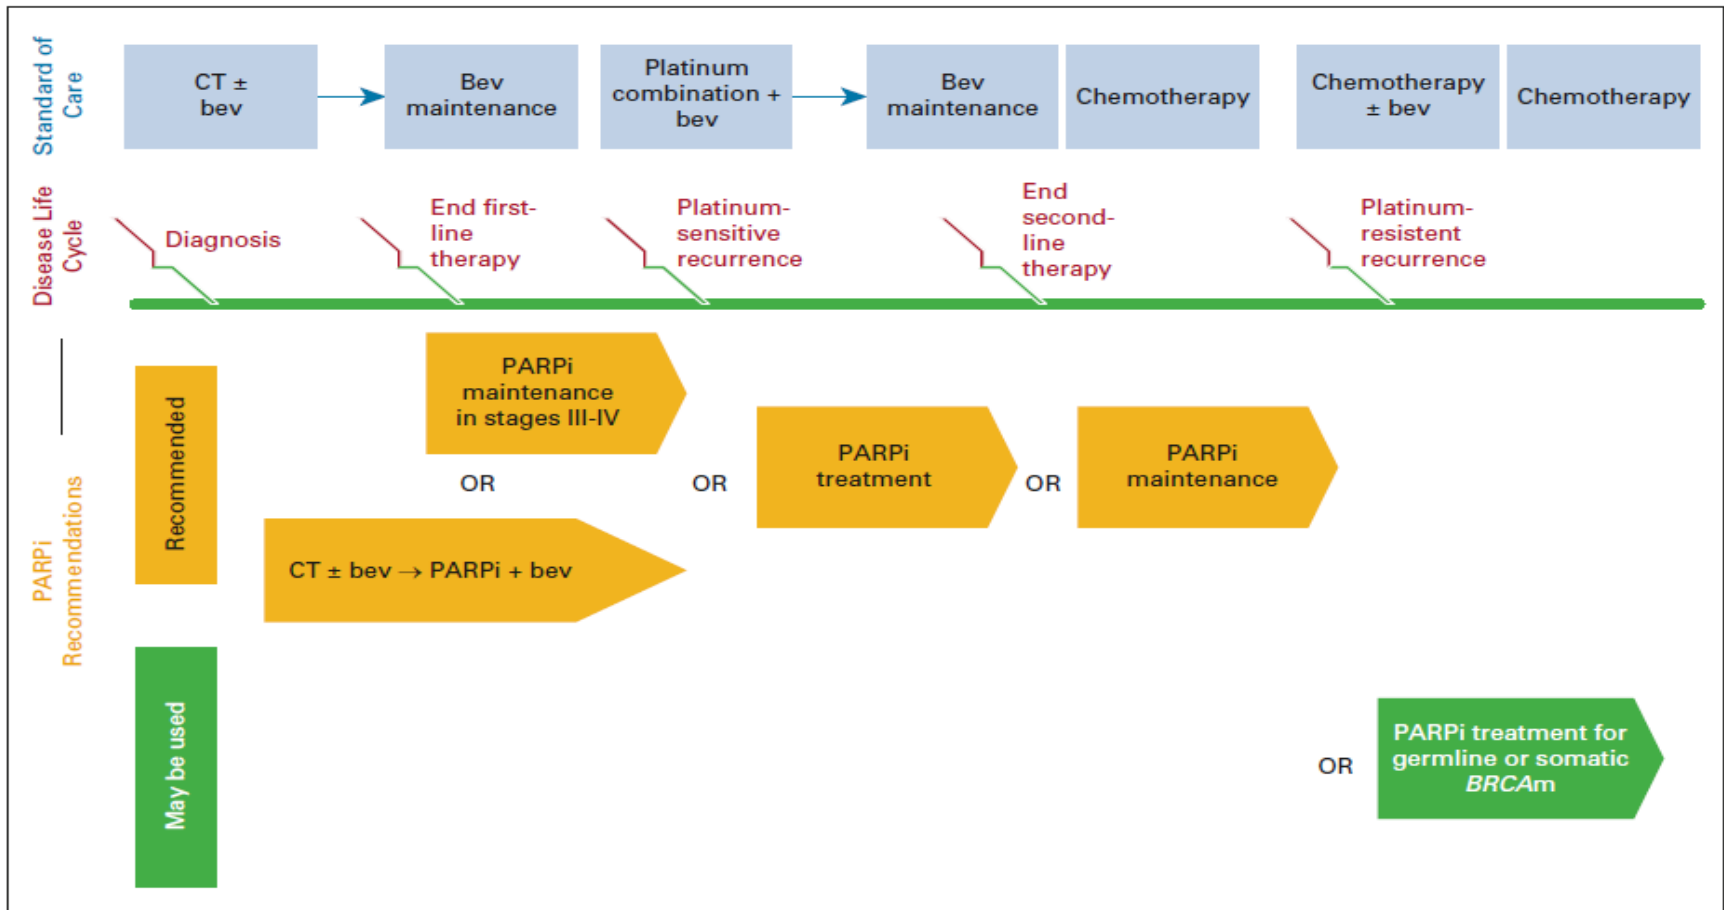 Standard of
Care
CT ±
bev
Bev
maintenance
Platinum
combination +
bev
Bev
maintenance
Chemotherapy
Chemotherapy
± bev
Chemotherapy
Disease Life
Cycle
Diagnosis
End first-
line
therapy
Platinum-
sensitive
recurrence
End
second-
line
therapy
Platinum-
resistent
recurrence
PARPi
Recommendations
Recommended
PARPi
maintenance
in stages III-IV
OR
CT ± bev → PARPi + bev
OR
PARPi
treatment
OR
PARPi
maintenance
May be used
OR
PARPi treatment for
germline or somatic
BRCAm